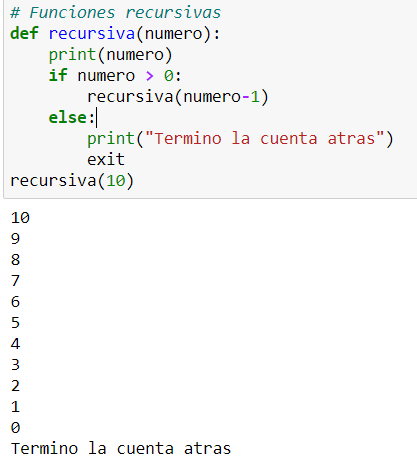 # Funciones recursivas
def recursiva(numero):
    print(numero)
    if numero > 0:
        recursiva(numero-1)
    else:
        print("Termino la cuenta atras")
        exit
recursiva(10)
10
9
8
7
6
5
4
3
2
1
0
Termino la cuenta atras